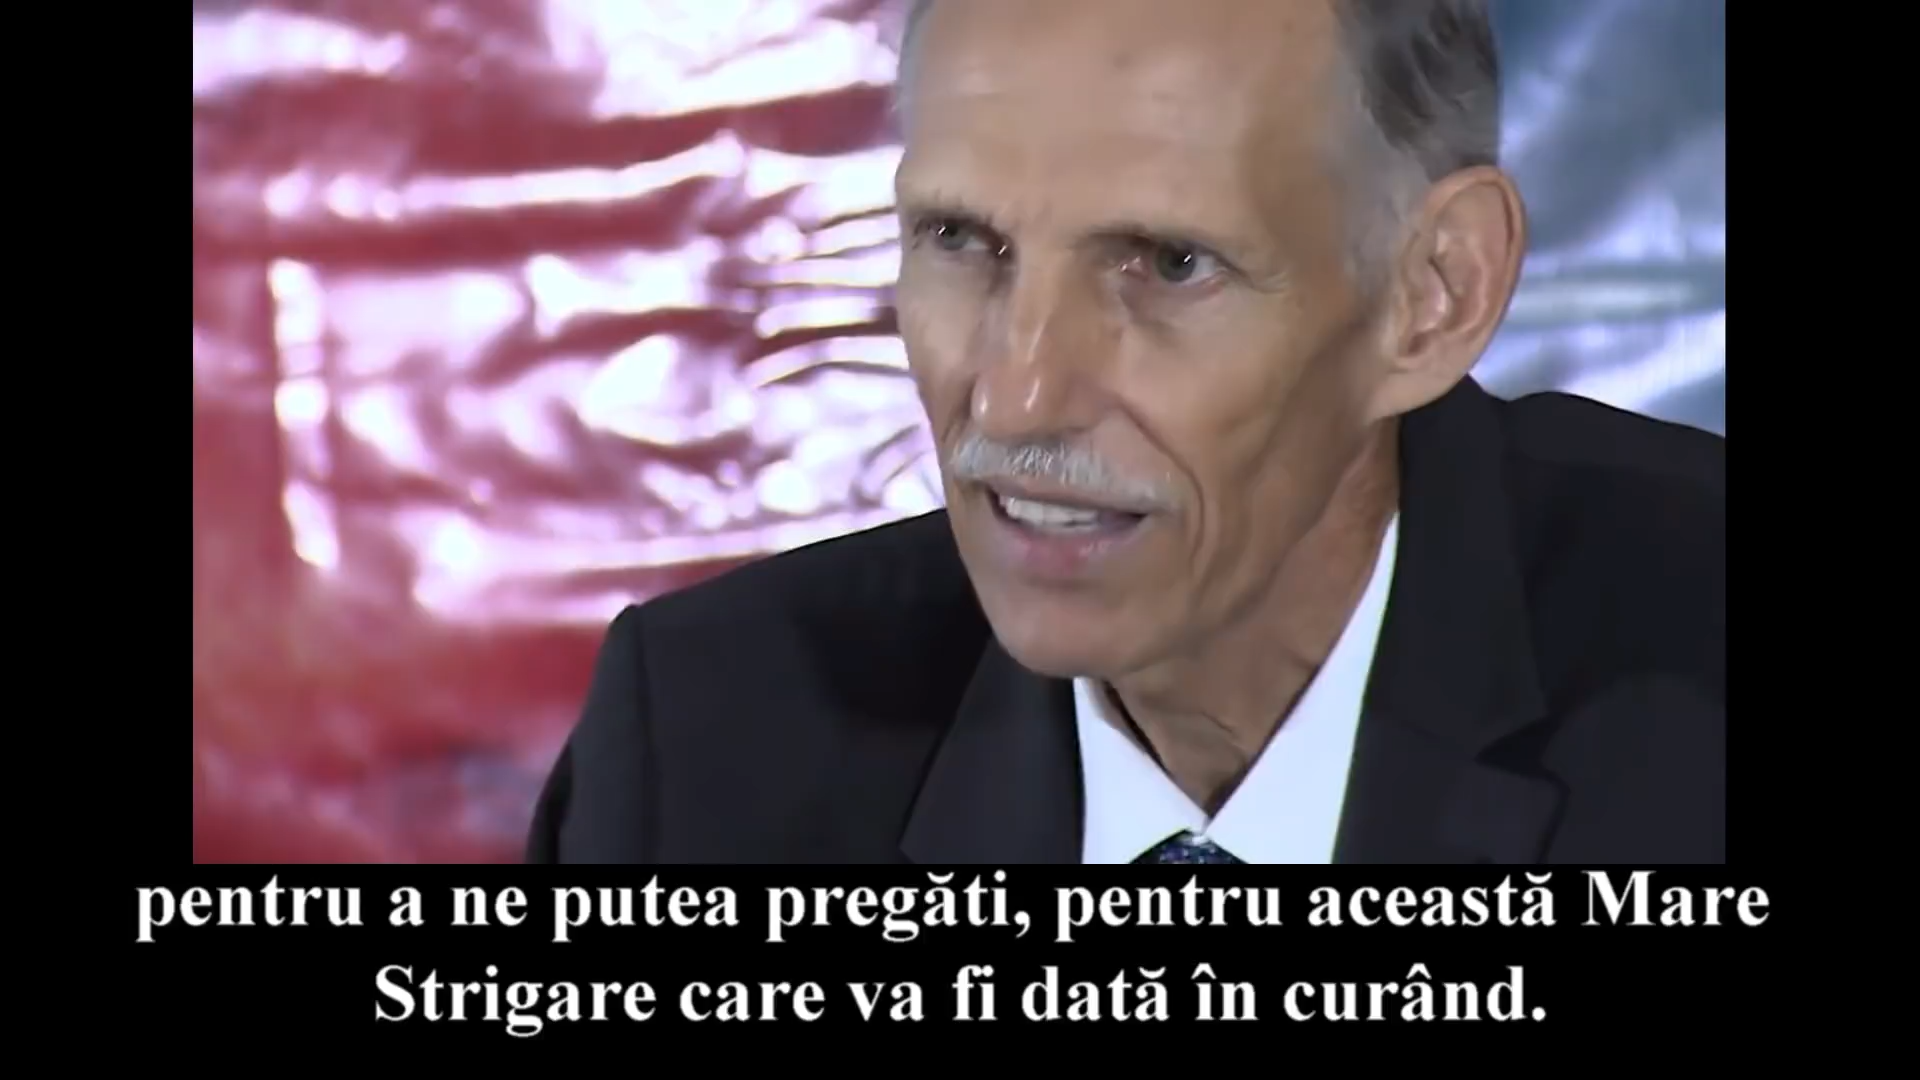 pentru a ne putea pregăti, pentru această Mare
Strigare care va fi dată în curând.